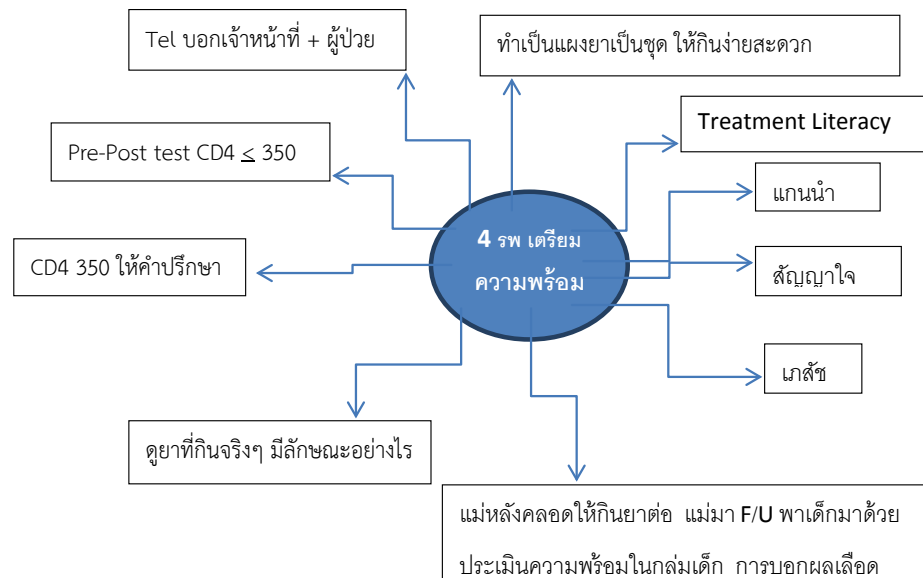 Tel บอกเจ้าหน้าที่ + ผู้ป่วย
ทำเป็นแผงยาเป็นชุด ให้กินง่ายสะดวก
Treatment Literacy
Pre-Post test CD4 < 350
แกนนำ
4 รพ เตรียม
ความพร้อม
CD4 350 ให้คำปรึกษา
สัญญาใจ
เภสัช
ดูยาที่กินจริงๆ มีลักษณะอย่างไร
แม่หลังคลอดให้กินยาต่อ แม่มา F/U พาเด็กมาด้วย
ประเมินความพร้อมในกลุ่มเด็ก การบอกผลเลือด